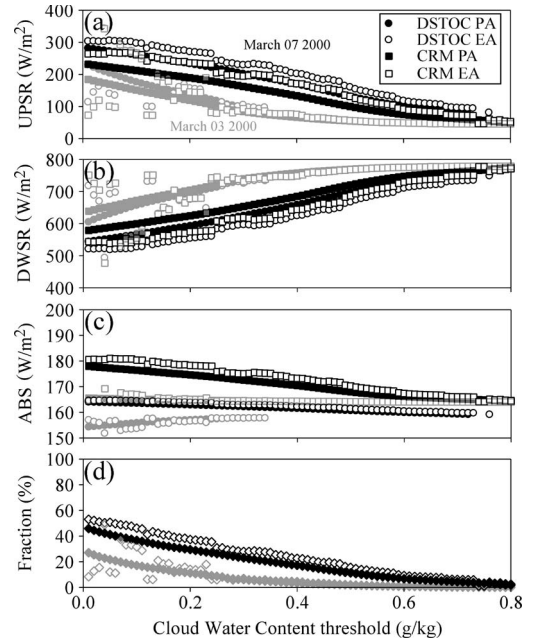 (a)
March 07 2000
March 03 2000
DSTOC PA
DSTOC EA
CRM PA
CRM EA
UPSR (W/m²)
400
300
200
100
0
(b)
DWSR (W/m²)
800
700
600
500
400
(c)
ABS (W/m²)
200
190
180
170
160
150
(d)
Fraction (%)
100
80
60
40
20
0
0.0 0.2 0.4 0.6 0.8
Cloud Water Content threshold (g/kg)